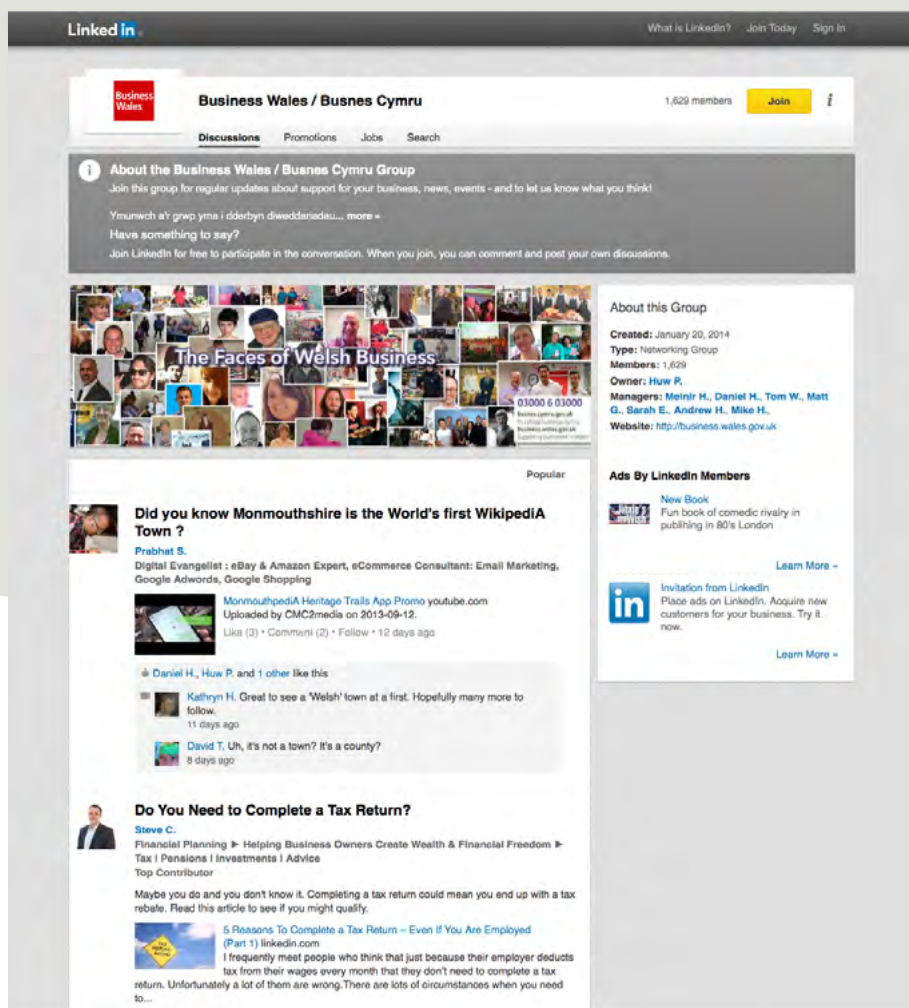 Linked in
What is LinkedIn? Join Today Sign In
Business
Wales
Business Wales / Busnes Cymru
1,629 members
Join
Discussions Promotions Jobs Search
About the Business Wales / Busnes Cymru Group
Join this group for regular updates about support for your business, news, events - and to let us know what you think!
Ymunwch a'r grwp yma i dderbyn diweddariadau... more »
Have something to say?
Join LinkedIn for free to participate in the conversation. When you join, you can comment and post your own discussions.
The Faces of Welsh Business
03000 6 03000
About this Group
Created: January 20, 2014
Type: Networking Group
Members: 1,629
Owner: Huw P.
Managers: Meinir H., Daniel H., Tom W., Matt
G., Sarah E., Andrew H., Mike H.,
Website: http://business.wales.gov.uk
Ads By LinkedIn Members
New Book
Fun book of comedic rivalry in
publihing in 80's London
Learn More »
Invitation from LinkedIn
Place ads on LinkedIn. Acquire new
customers for your business. Try it
now.
Learn More »
Popular
Did you know Monmouthshire is the World's first WikipediA
Town ?
Prabhat S.
Digital Evangelist : eBay & Amazon Expert, eCommerce Consultant: Email Marketing,
Google Adwords, Google Shopping
MonmouthpediA Heritage Trails App Promo youtube.com
Uploaded by CMC2media on 2013-09-12.
Like (3) • Comment (2) • Follow • 12 days ago
Daniel H., Huw P. and 1 other like this
Kathryn H. Great to see a 'Welsh' town at a first. Hopefully many more to
follow.
11 days ago
David T. Uh, it's not a town? It's a county?
8 days ago
Do You Need to Complete a Tax Return?
Steve C.
Financial Planning ► Helping Business Owners Create Wealth & Financial Freedom ►
Tax | Pensions | Investments | Advice
Top Contributor
Maybe you do and you don't know it. Completing a tax return could mean you end up with a tax
rebate. Read this article to see if you might qualify.
5 Reasons To Complete a Tax Return – Even If You Are Employed
(Part 1) linkedin.com
I frequently meet people who think that just because their employer deducts
tax from their wages every month that they don't need to complete a tax
return. Unfortunately a lot of them are wrong.There are lots of circumstances when you need
to...